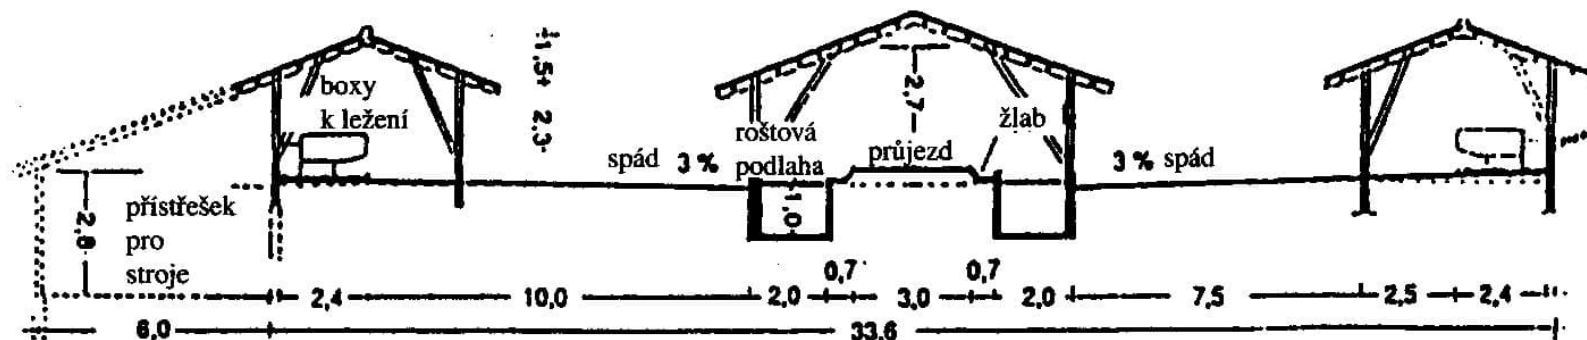 boxy
k ležení
1,5
2,3
přístřešek
pro
stroje
2,8
spád 3 %
roštová
podlaha
1,0
2,7
průjezd
žlab
3 % spád
0,7
0,7
2,4
10,0
2,0
3,0
2,0
7,5
2,5
2,4
6,0
33,6